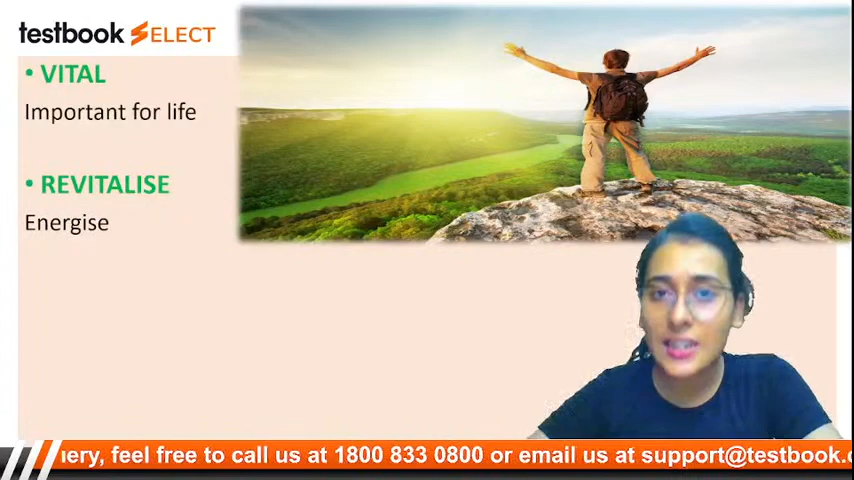 testbook SELECT
• VITAL
Important for life
• REVITALISE
Energise
feel free to call us at 1800 833 0800 or email us at support@testbook.